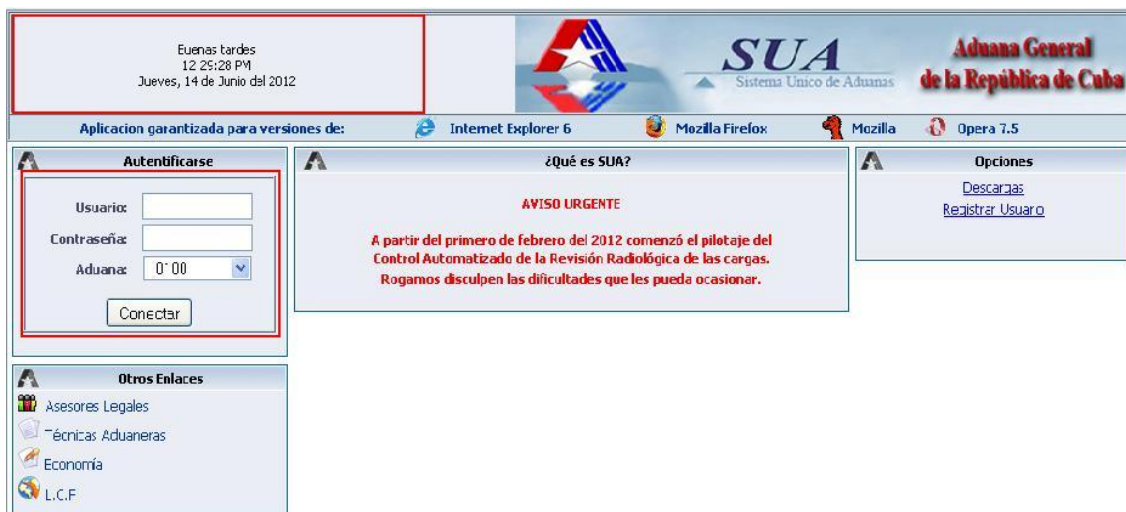 Buenas tardes
12:29:28 PM
Jueves, 14 de Junio del 2012
SUA
Sistema Unico de Aduanas
Aduana General
de la República de Cuba
Aplicacion garantizada para versiones de:
Internet Explorer 6
Mozilla Firefox
Mozilla
Opera 7.5
Autentificarse
Usuario:
Contraseña:
Aduana:
0100
Conectar
¿Qué es SUA?
AVISO URGENTE
A partir del primero de febrero del 2012 comenzó el pilotaje del
Control Automatizado de la Revisión Radiológica de las cargas.
Rogamos disculpen las dificultades que les pueda ocasionar.
Opciones
Descargas
Registrar Usuario
Otros Enlaces
Asesores Legales
Técnicas Aduaneras
Economía
L.C.F